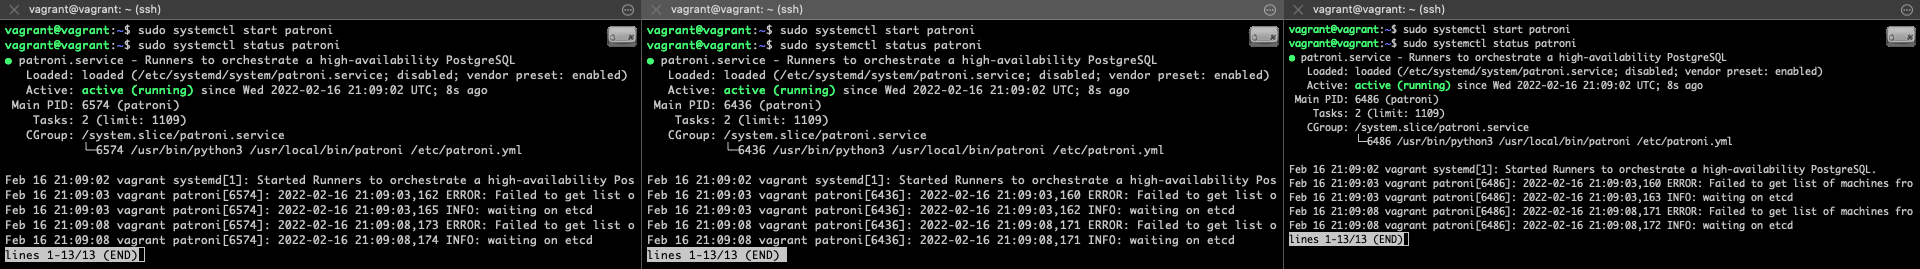 vagrant@vagrant: ~ (ssh)
vagrant@vagrant:~$ sudo systemctl start patroni
vagrant@vagrant:~$ sudo systemctl status patroni
● patroni.service - Runners to orchestrate a high-availability PostgreSQL
Loaded: loaded (/etc/systemd/system/patroni.service; disabled; vendor preset: enabled)
Active: active (running) since Wed 2022-02-16 21:09:02 UTC; 8s ago
Main PID: 6574 (patroni)
Tasks: 2 (limit: 1109)
CGroup: /system.slice/patroni.service
└─6574 /usr/bin/python3 /usr/local/bin/patroni /etc/patroni.yml
Feb 16 21:09:02 vagrant systemd[1]: Started Runners to orchestrate a high-availability Pos
Feb 16 21:09:03 vagrant patroni[6574]: 2022-02-16 21:09:03,162 ERROR: Failed to get list o
Feb 16 21:09:03 vagrant patroni[6574]: 2022-02-16 21:09:03,165 INFO: waiting on etcd
Feb 16 21:09:08 vagrant patroni[6574]: 2022-02-16 21:09:08,173 ERROR: Failed to get list o
Feb 16 21:09:08 vagrant patroni[6574]: 2022-02-16 21:09:08,174 INFO: waiting on etcd
lines 1-13/13 (END)
vagrant@vagrant: ~ (ssh)
vagrant@vagrant:~$ sudo systemctl start patroni
vagrant@vagrant:~$ sudo systemctl status patroni
● patroni.service - Runners to orchestrate a high-availability PostgreSQL
Loaded: loaded (/etc/systemd/system/patroni.service; disabled; vendor preset: enabled)
Active: active (running) since Wed 2022-02-16 21:09:02 UTC; 8s ago
Main PID: 6436 (patroni)
Tasks: 2 (limit: 1109)
CGroup: /system.slice/patroni.service
└─6436 /usr/bin/python3 /usr/local/bin/patroni /etc/patroni.yml
Feb 16 21:09:02 vagrant systemd[1]: Started Runners to orchestrate a high-availability Pos
Feb 16 21:09:03 vagrant patroni[6436]: 2022-02-16 21:09:03,160 ERROR: Failed to get list o
Feb 16 21:09:03 vagrant patroni[6436]: 2022-02-16 21:09:03,162 INFO: waiting on etcd
Feb 16 21:09:08 vagrant patroni[6436]: 2022-02-16 21:09:08,171 ERROR: Failed to get list o
Feb 16 21:09:08 vagrant patroni[6436]: 2022-02-16 21:09:08,171 INFO: waiting on etcd
lines 1-13/13 (END)
vagrant@vagrant: ~ (ssh)
vagrant@vagrant:~$ sudo systemctl start patroni
vagrant@vagrant:~$ sudo systemctl status patroni
● patroni.service - Runners to orchestrate a high-availability PostgreSQL
Loaded: loaded (/etc/systemd/system/patroni.service; disabled; vendor preset: enabled)
Active: active (running) since Wed 2022-02-16 21:09:02 UTC; 8s ago
Main PID: 6486 (patroni)
Tasks: 2 (limit: 1109)
CGroup: /system.slice/patroni.service
└─6486 /usr/bin/python3 /usr/local/bin/patroni /etc/patroni.yml
Feb 16 21:09:02 vagrant systemd[1]: Started Runners to orchestrate a high-availability PostgreSQL.
Feb 16 21:09:03 vagrant patroni[6486]: 2022-02-16 21:09:03,160 ERROR: Failed to get list of machines fro
Feb 16 21:09:03 vagrant patroni[6486]: 2022-02-16 21:09:03,163 INFO: waiting on etcd
Feb 16 21:09:08 vagrant patroni[6486]: 2022-02-16 21:09:08,171 ERROR: Failed to get list of machines fro
Feb 16 21:09:08 vagrant patroni[6486]: 2022-02-16 21:09:08,172 INFO: waiting on etcd
lines 1-13/13 (END)